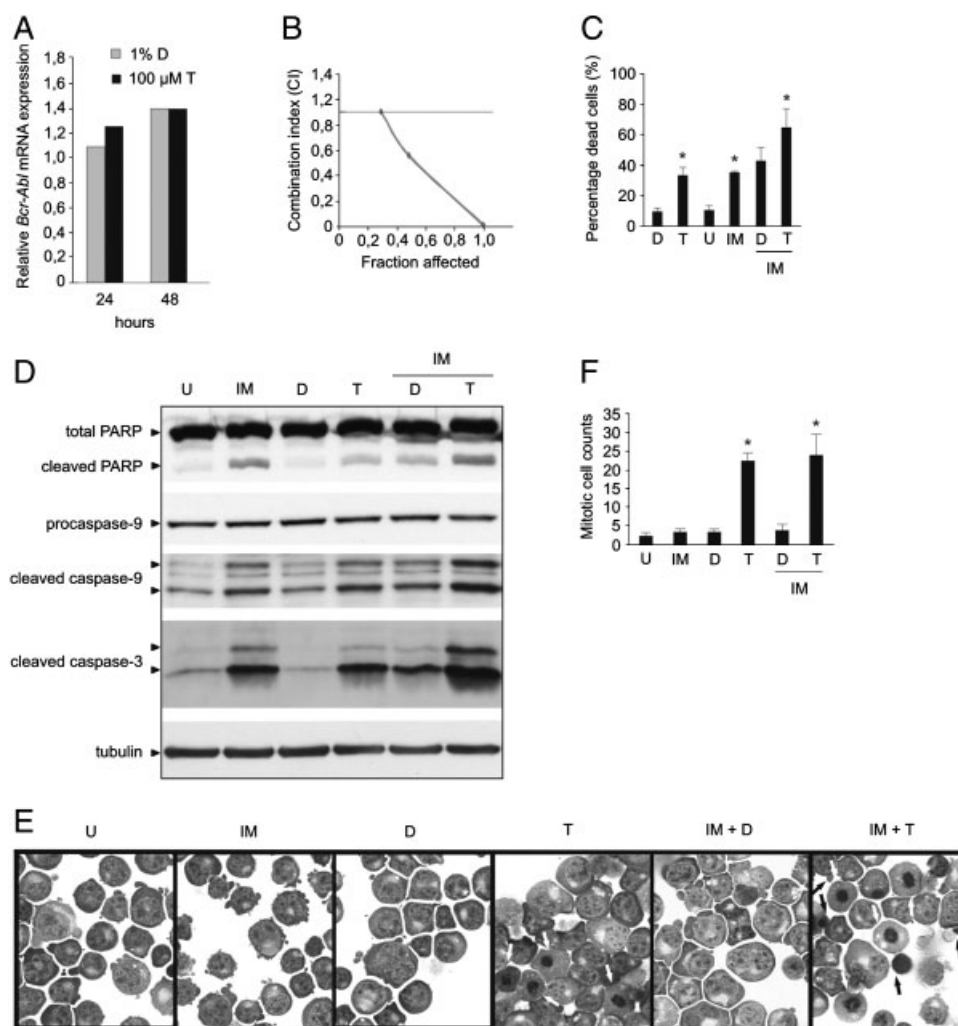 A
1% D
100 µM T
Relative Bcr-Abl mRNA expression
1,8
1,6
1,4
1,2
1,0
0,8
0,6
0,4
0,2
0
24 48
hours
B
Combination index (CI)
1,4
1,2
0,9
0,6
0,4
0,2
0
0 0,2 0,4 0,6 0,8 1,0
Fraction affected
C
Percentage dead cells (%)
100
80
60
40
20
0
D T U IM D T
IM
D
IM
U IM D T D T
total PARP
cleaved PARP
procaspase-9
cleaved caspase-9
cleaved caspase-3
tubulin
F
Mitotic cell counts
35
30
25
20
15
10
5
0
U IM D T D T
IM
E
U IM D T IM + D IM + T